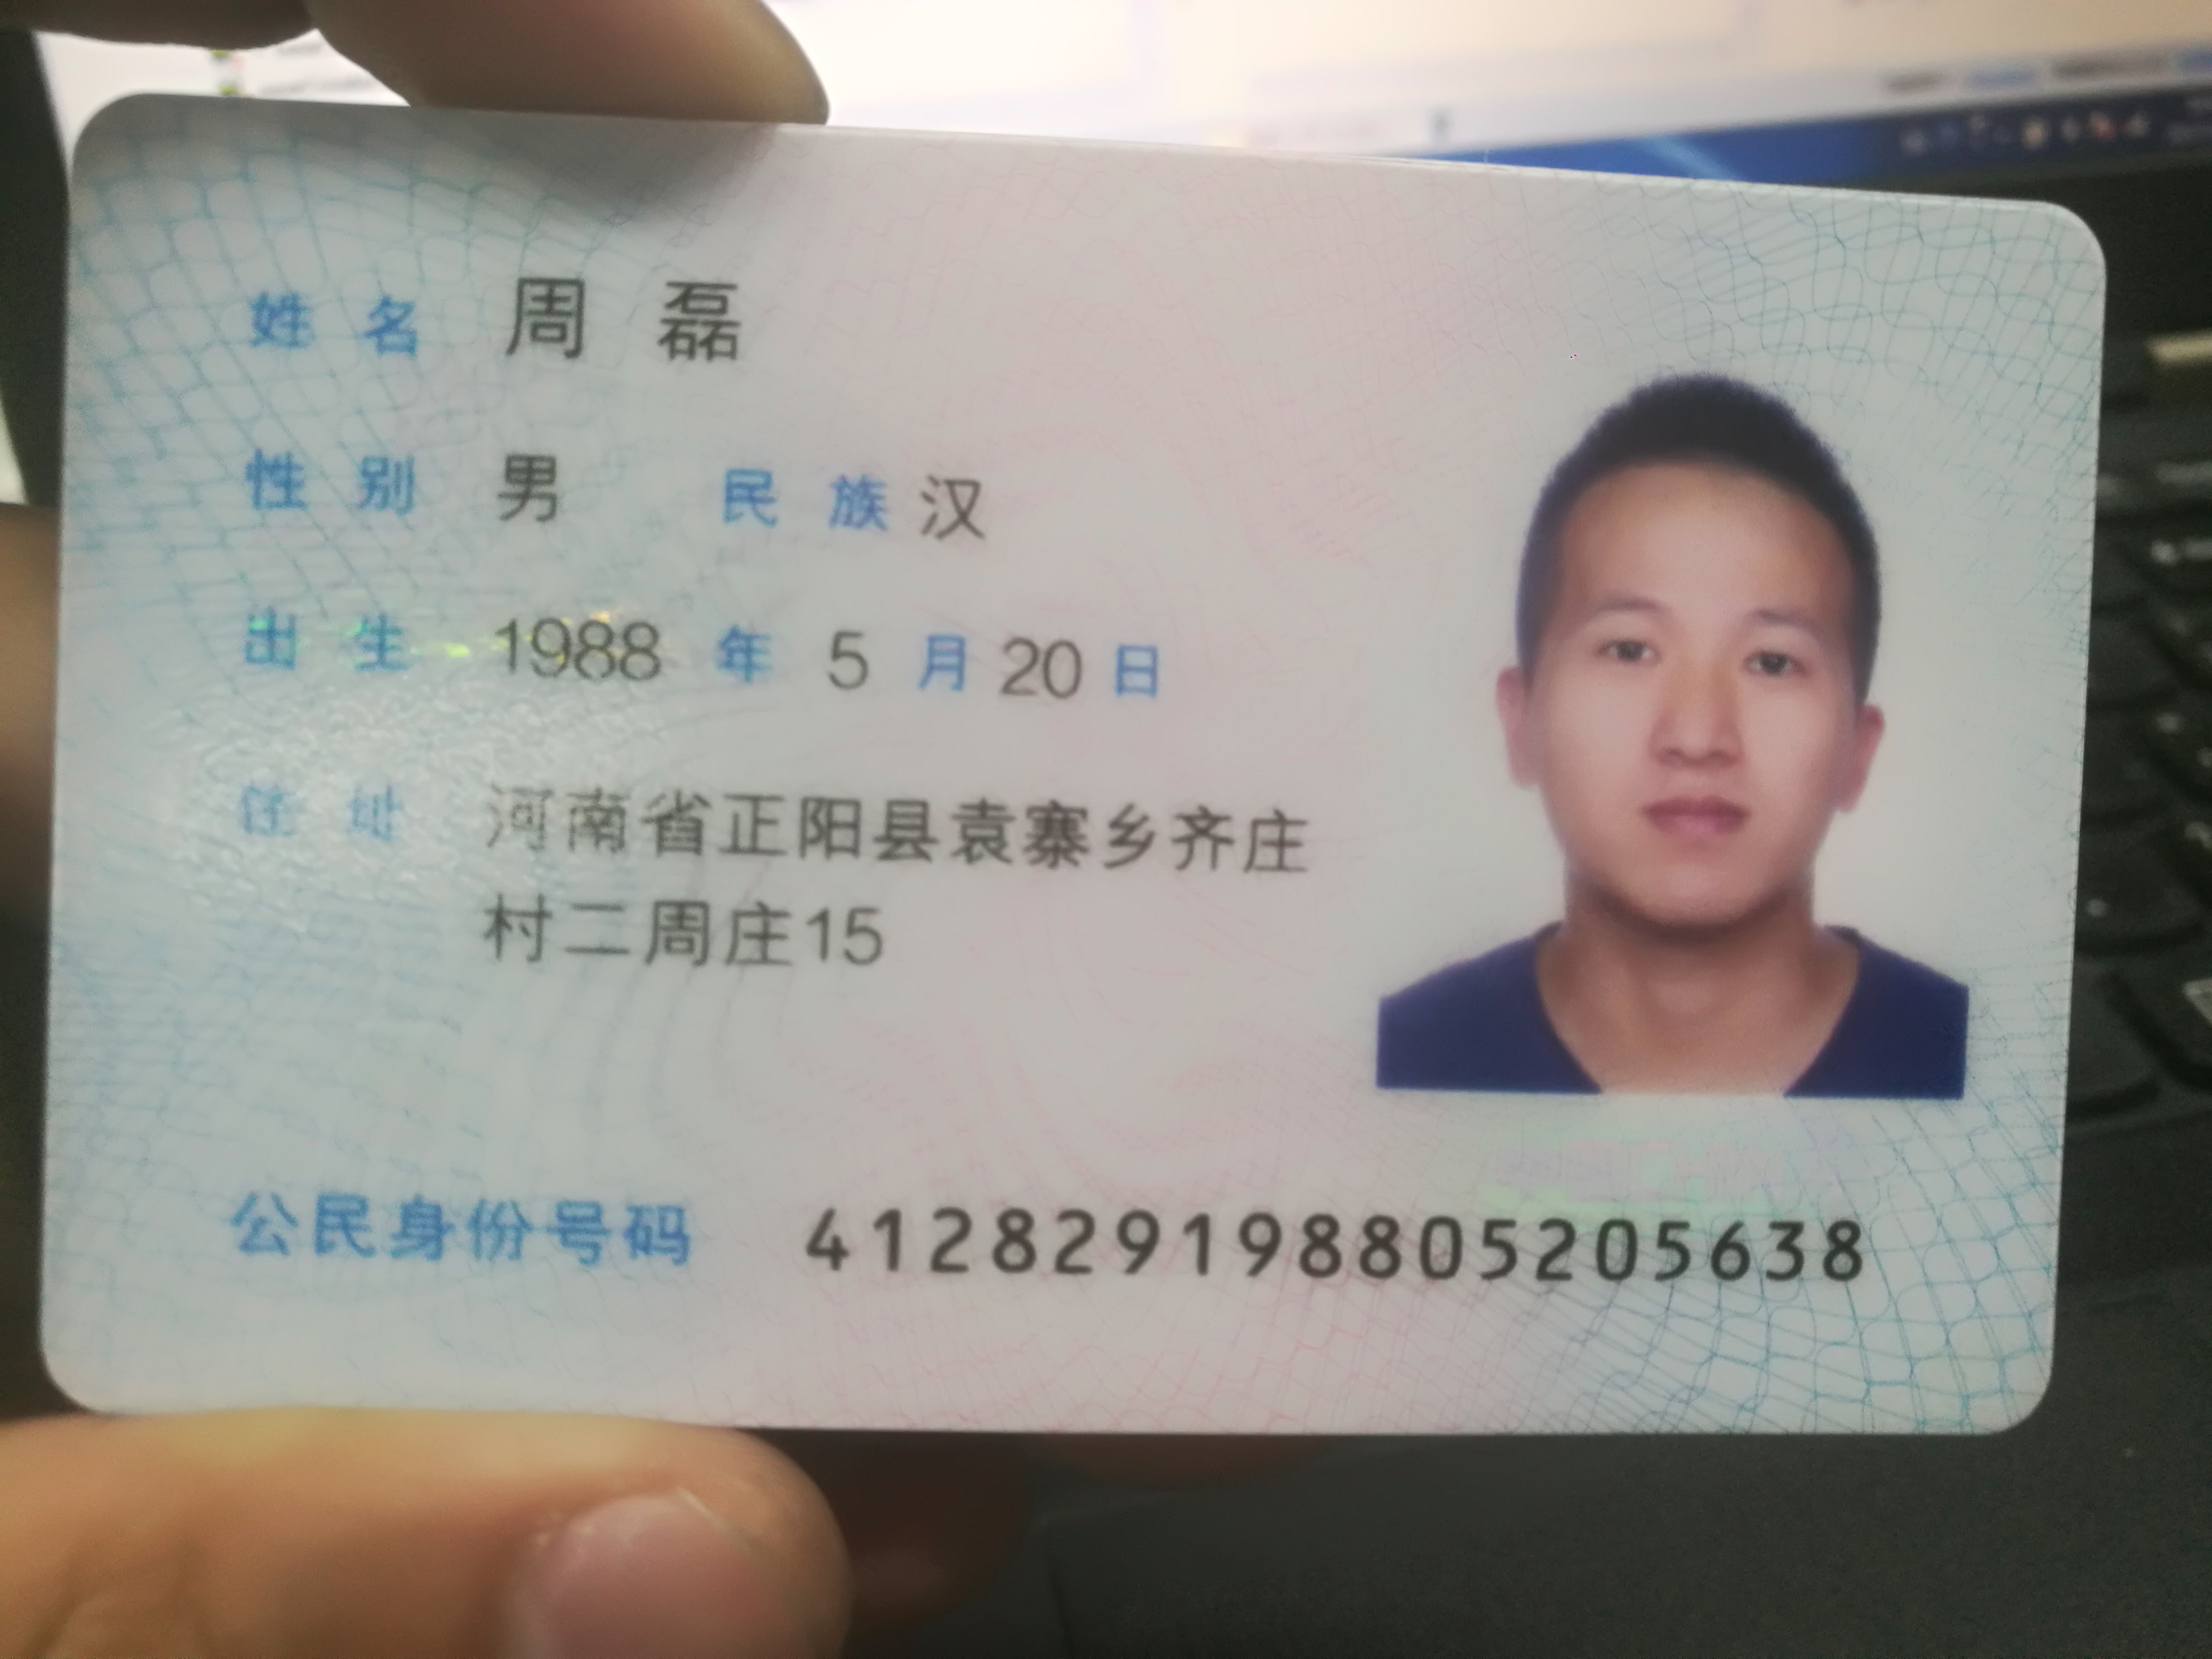 姓名 周磊
性别 男 民族 汉
出生 1988 年 5 月 20 日
住址 河南省正阳县袁寨乡齐庄
村二周庄15
公民身份号码 412829198805205638